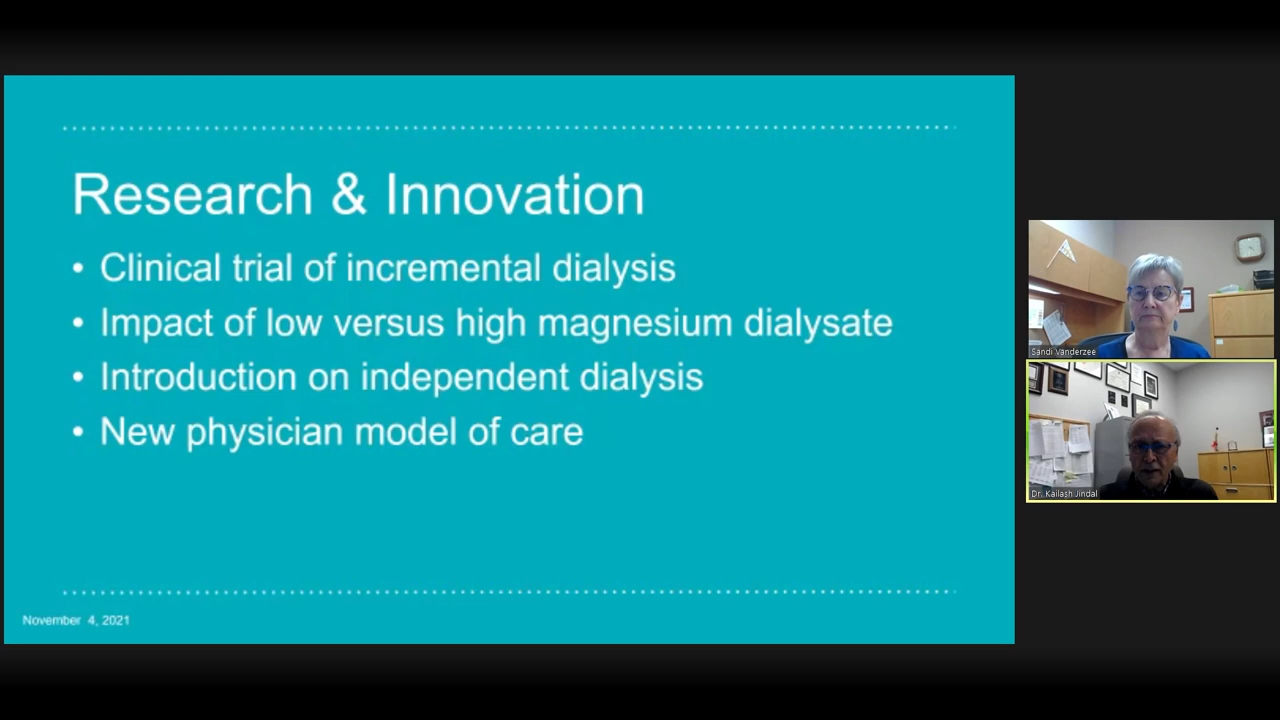 Research & Innovation
• Clinical trial of incremental dialysis
• Impact of low versus high magnesium dialysate
• Introduction on independent dialysis
• New physician model of care
November 4, 2021
Sandi Vanderzee
Dr. Kailash Jindal